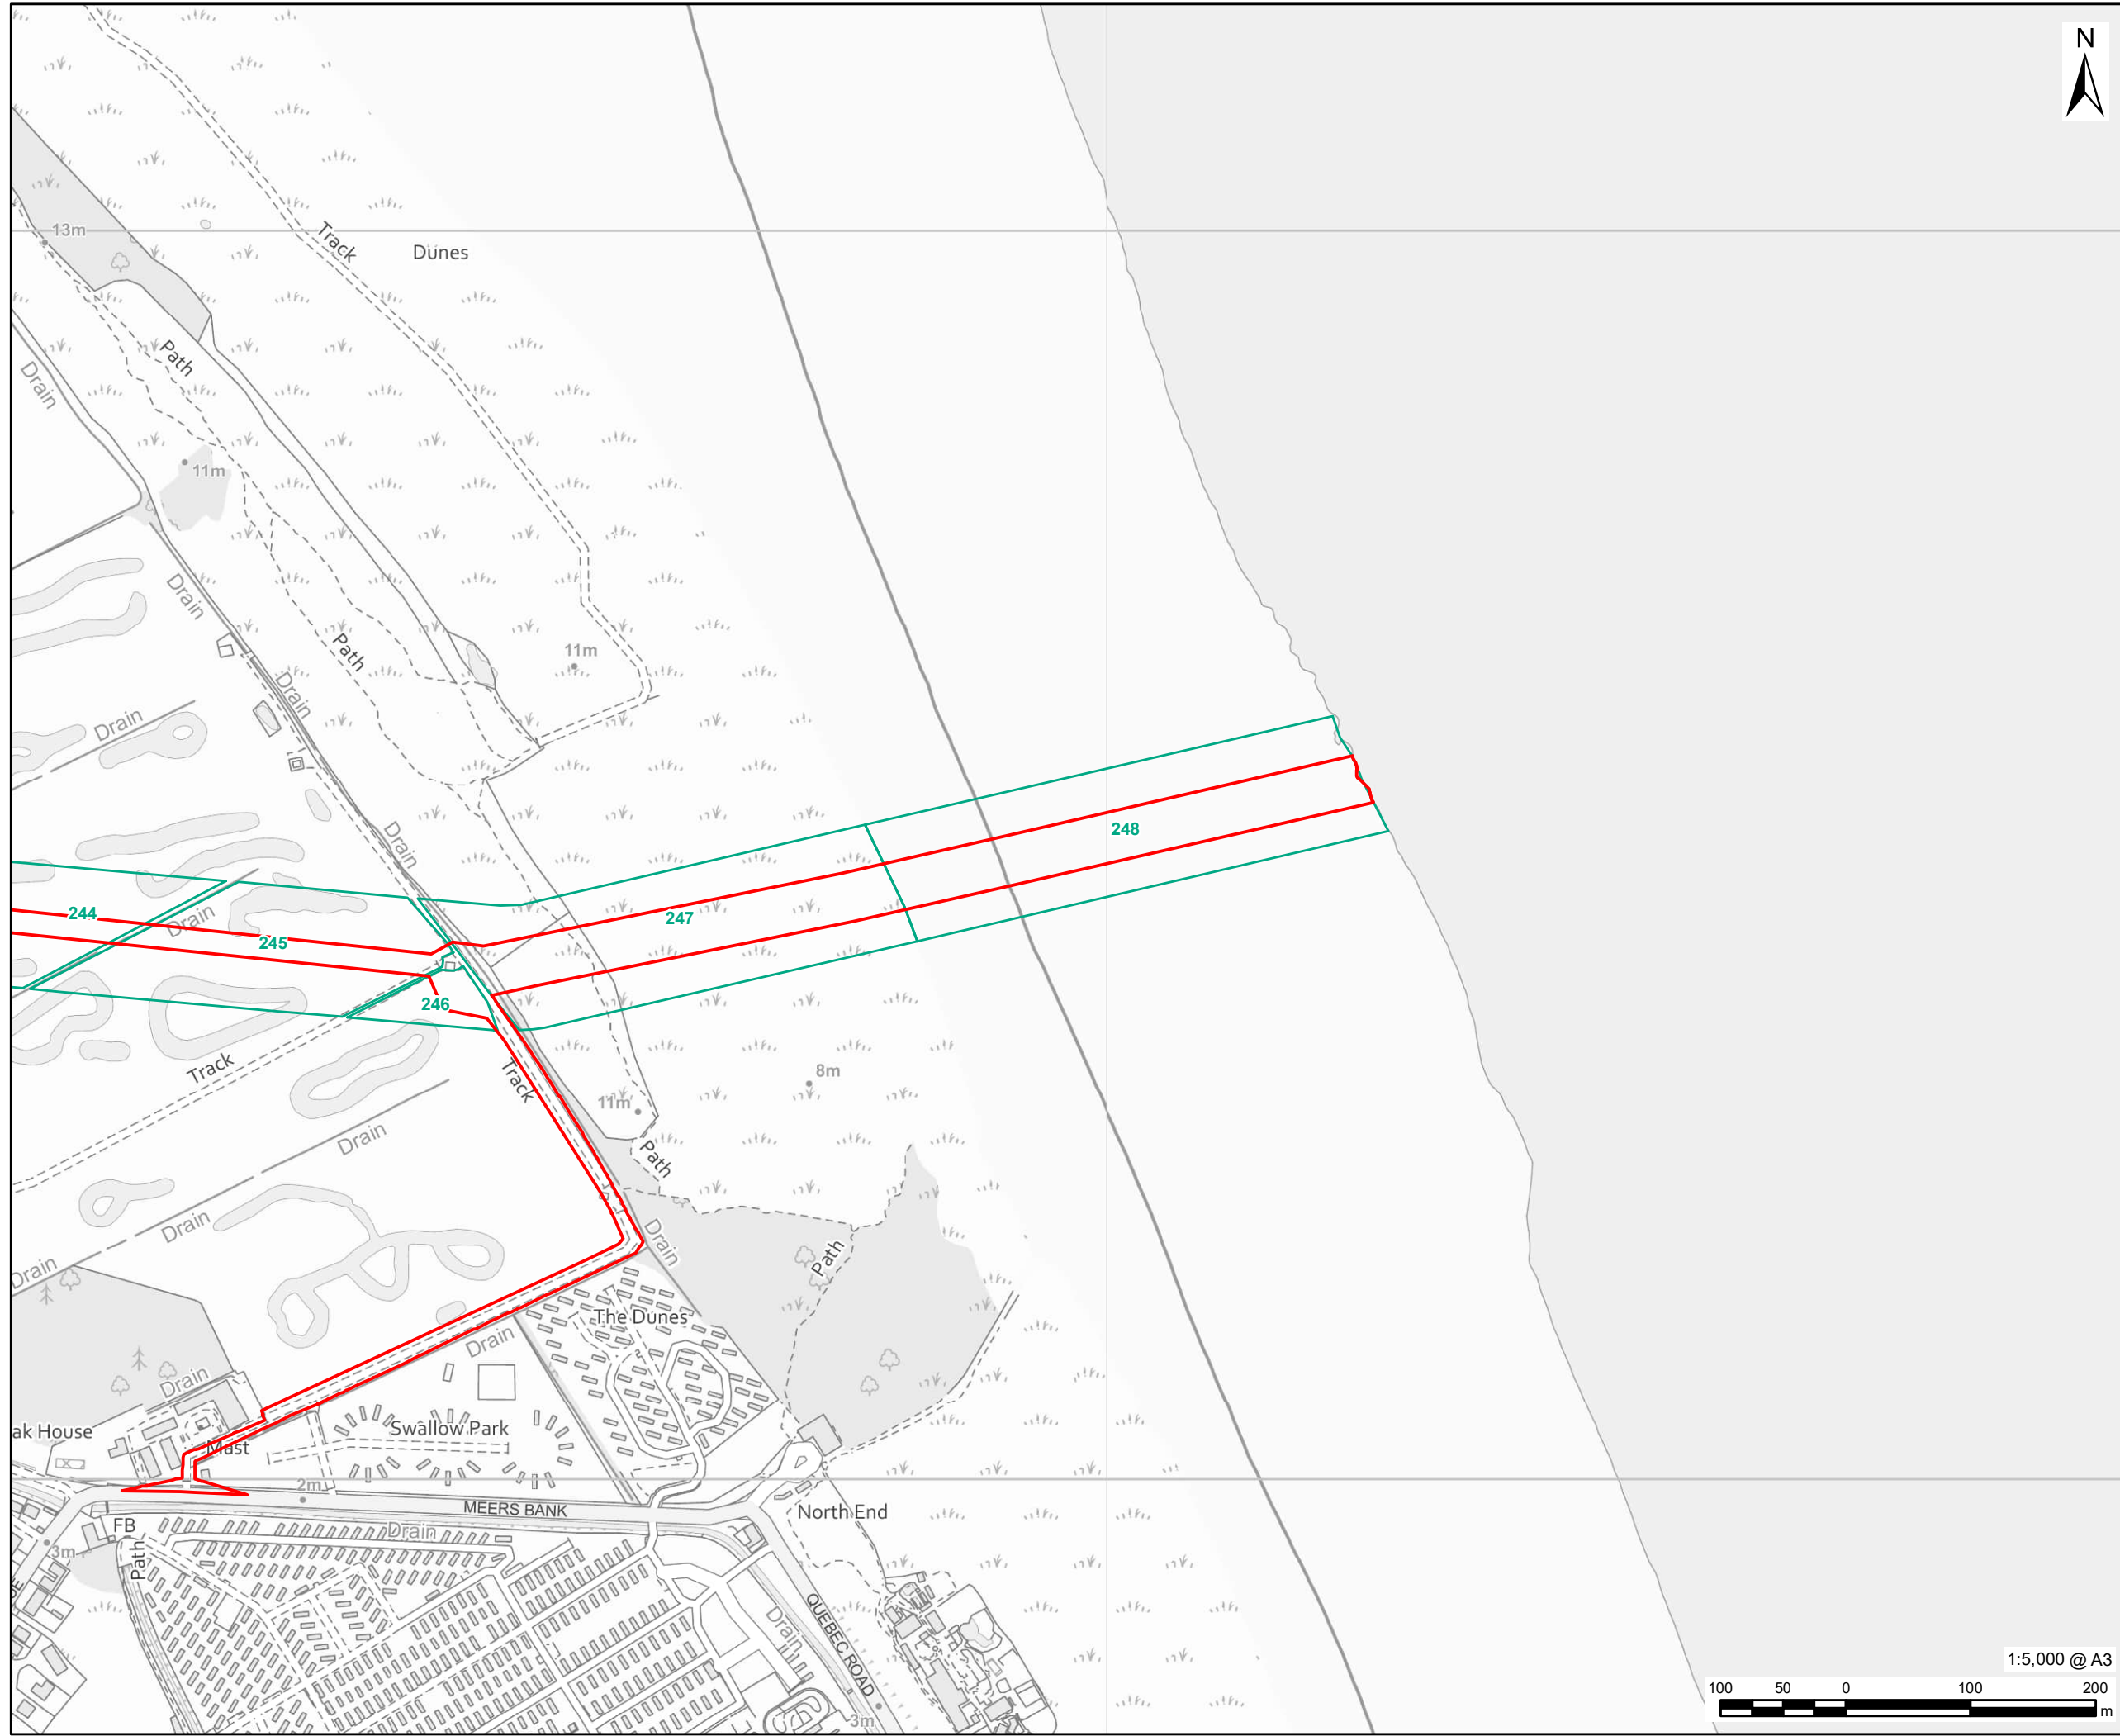 N
13m
Track
Dunes
Path
Drain
11m
Drain
Path
11m
Drain
Drain
Drain
248
244
Drain
247
245
246
Track
Track
8m
11m
Drain
Path
Drain
Drain
Path
Drain
The Dunes
Drain
Drain
ak House
Mast
Swallow Park
2m
MEERS BANK
North End
FB
Drain
3m
Path
QUEBEC ROAD
Drain
3m
1:5,000 @ A3
100 50 0 100 200
m